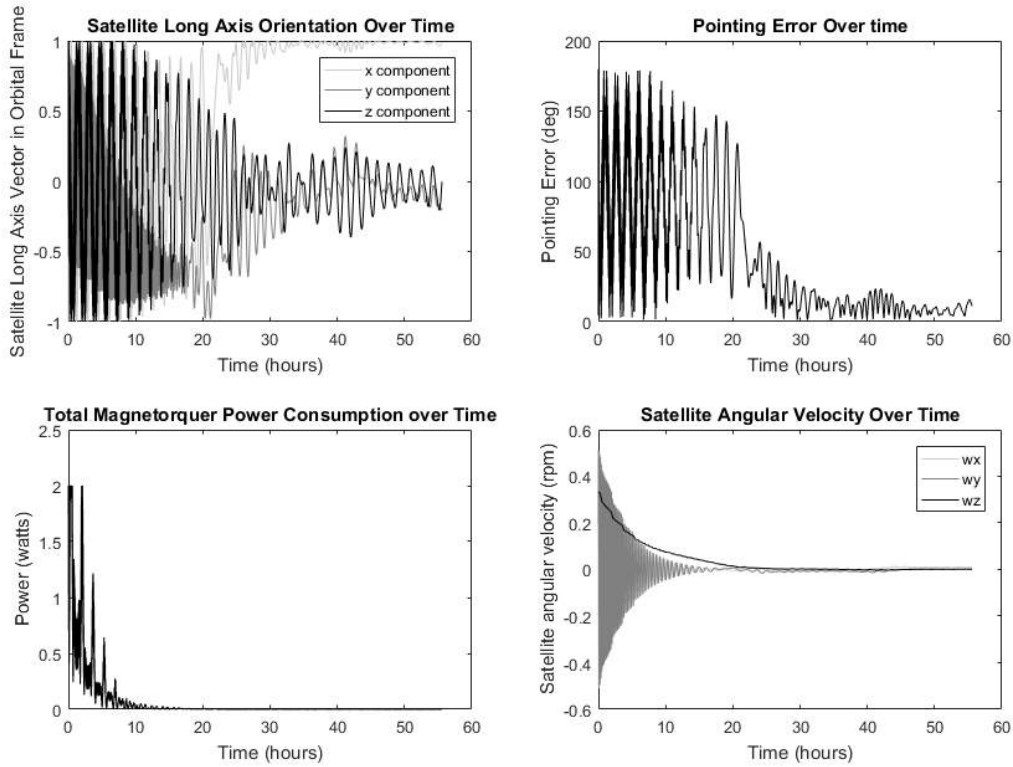 Satellite Long Axis Orientation Over Time
Satellite Long Axis Vector in Orbital Frame
1
0.5
0
-0.5
-1
x component
y component
z component
0 10 20 30 40 50 60
Time (hours)
Pointing Error Over time
Pointing Error (deg)
200
150
100
50
0
0 10 20 30 40 50 60
Time (hours)
Total Magnetorquer Power Consumption over Time
Power (watts)
2.5
2
1.5
1
0.5
0
0 10 20 30 40 50 60
Time (hours)
Satellite Angular Velocity Over Time
Satellite angular velocity (rpm)
0.6
0.4
0.2
0
-0.2
-0.4
-0.6
wx
wy
wz
0 10 20 30 40 50 60
Time (hours)